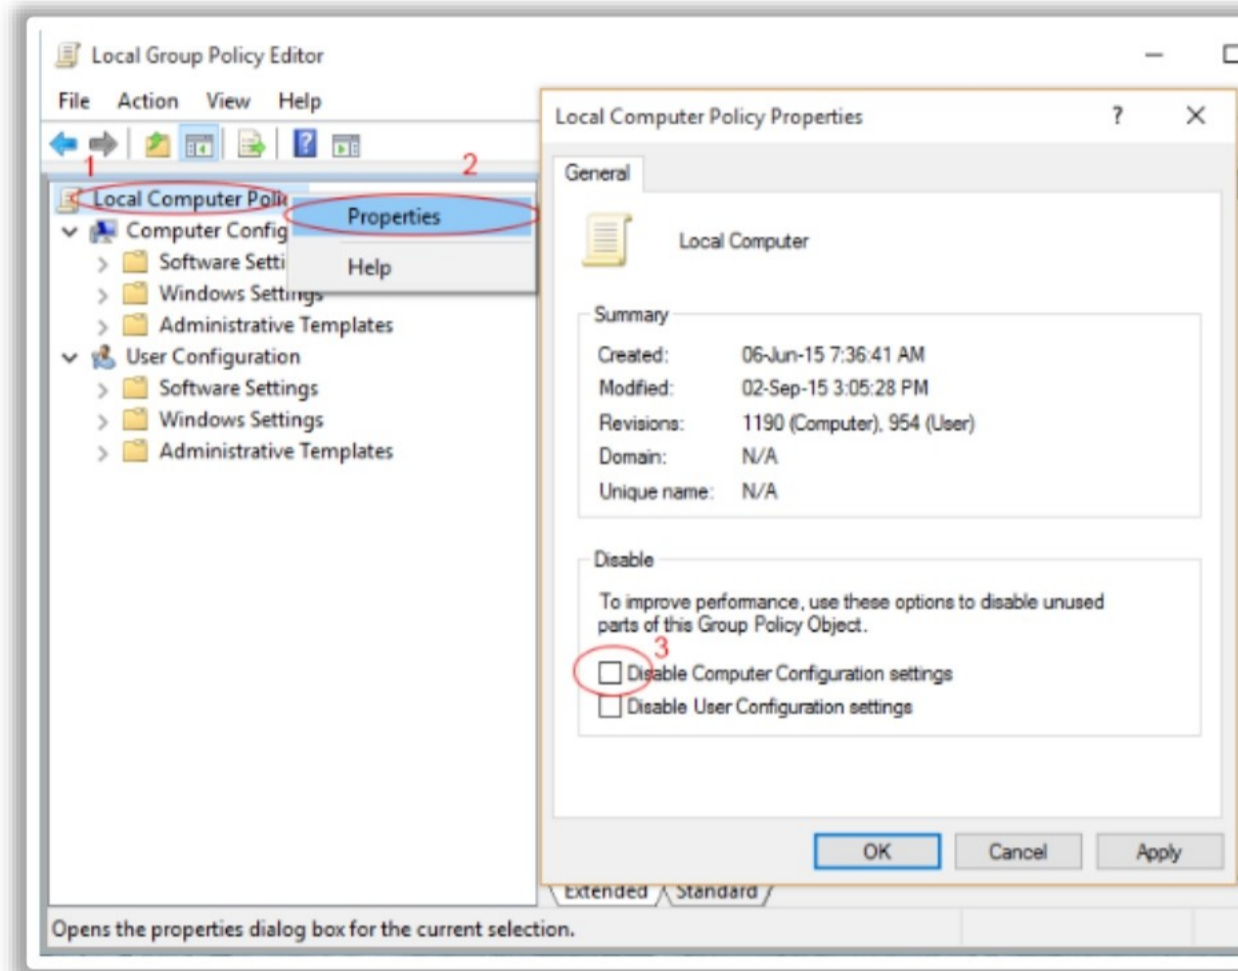 Local Group Policy Editor
File Action View Help
1
2
Local Computer Poli
Properties
Computer Config
Software Setti
Help
Windows Settings
Administrative Templates
User Configuration
Software Settings
Windows Settings
Administrative Templates
Local Computer Policy Properties
?
General
Local Computer
Summary
Created: 06-Jun-15 7:36:41 AM
Modified: 02-Sep-15 3:05:28 PM
Revisions: 1190 (Computer), 954 (User)
Domain: N/A
Unique name: N/A
Disable
To improve performance, use these options to disable unused
parts of this Group Policy Object.
3
Disable Computer Configuration settings
Disable User Configuration settings
OK Cancel Apply
Extended Standard
Opens the properties dialog box for the current selection.